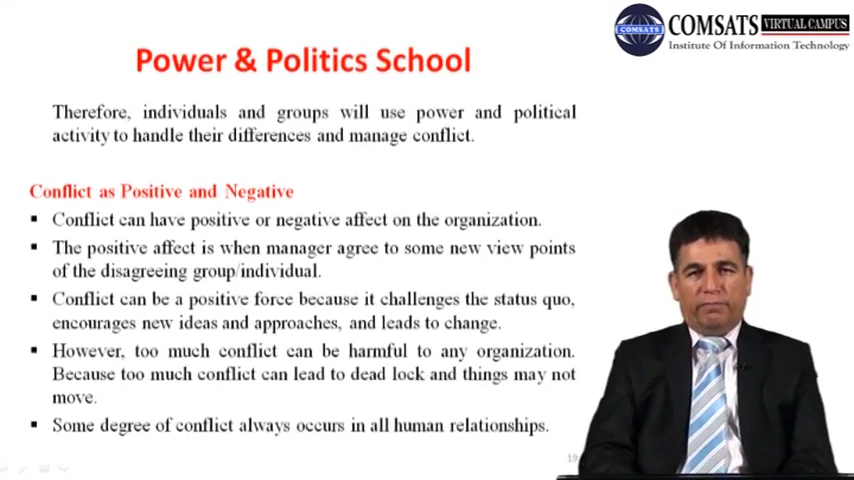 COMSATS VIRTUAL CAMPUS
COMSATS
Institute Of Information Technology
Power & Politics School
Therefore, individuals and groups will use power and political
activity to handle their differences and manage conflict.
Conflict as Positive and Negative
▪ Conflict can have positive or negative affect on the organization.
▪ The positive affect is when manager agree to some new view points
of the disagreeing group/individual.
▪ Conflict can be a positive force because it challenges the status quo,
encourages new ideas and approaches, and leads to change.
▪ However, too much conflict can be harmful to any organization.
Because too much conflict can lead to dead lock and things may not
move.
▪ Some degree of conflict always occurs in all human relationships.
19